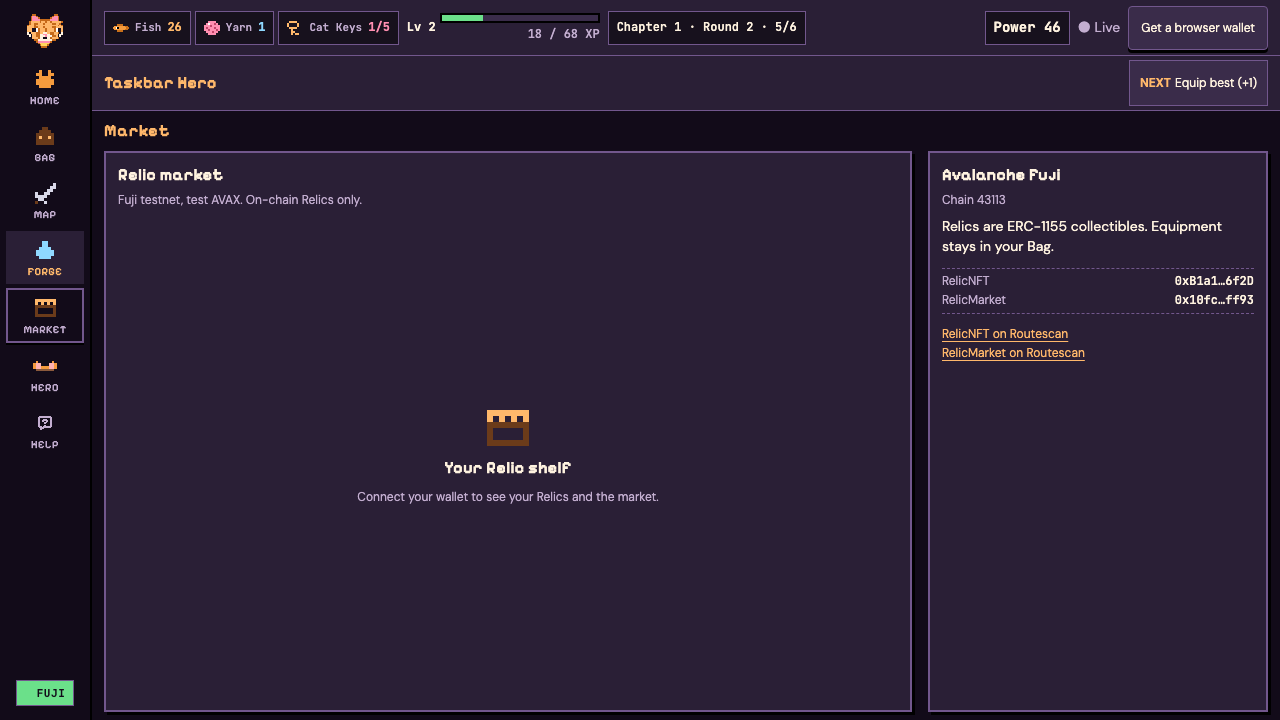 Fish 26
Yarn 1
Cat Keys 1/5
Lv 2
18 / 68 XP
Chapter 1 · Round 2 · 5/6
Power 46
Live
Get a browser wallet
HOME
BAG
MAP
FORGE
MARKET
HERO
HELP
FUJI
Taskbar Hero
NEXT Equip best (+1)
Market
Relic market
Fuji testnet, test AVAX. On-chain Relics only.
Your Relic shelf
Connect your wallet to see your Relics and the market.
Avalanche Fuji
Chain 43113
Relics are ERC-1155 collectibles. Equipment
stays in your Bag.
RelicNFT 0xB1a1…6f2D
RelicMarket 0x10fc…ff93
RelicNFT on Routescan
RelicMarket on Routescan